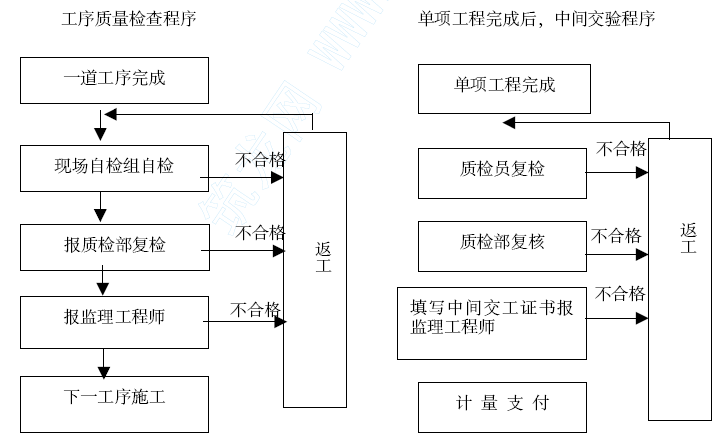 工序质量检查程序
一道工序完成
现场自检组自检
不合格
报质检部复检
不合格
报监理工程师
不合格
下一工序施工
返
工
单项工程完成后，中间交验程序
单项工程完成
质检员复检
不合格
质检部复核
不合格
填写中间交工证书报
监理工程师
不合格
计 量 支 付
返
工